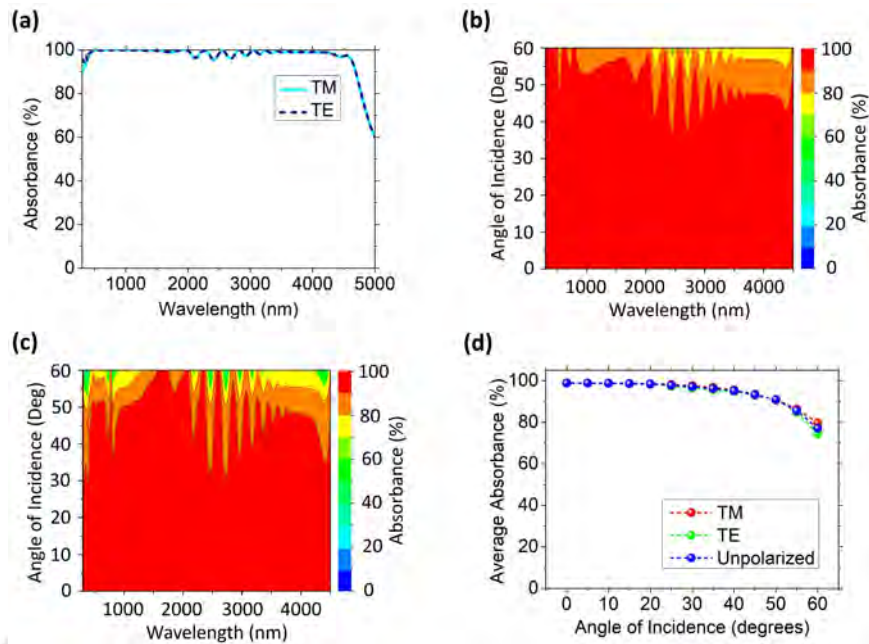 (a)
100
80
60
40
20
0
Absorbance (%)
TM
TE
1000 2000 3000 4000 5000
Wavelength (nm)
(b)
60
50
40
30
20
10
0
Angle of Incidence (Deg)
1000 2000 3000 4000
Wavelength (nm)
100
80
60
40
20
0
Absorbance (%)
(c)
60
50
40
30
20
10
0
Angle of Incidence (Deg)
1000 2000 3000 4000
Wavelength (nm)
100
80
60
40
20
0
Absorbance (%)
(d)
100
80
60
40
20
0
Average Absorbance (%)
TM
TE
Unpolarized
0 10 20 30 40 50 60
Angle of Incidence (degrees)